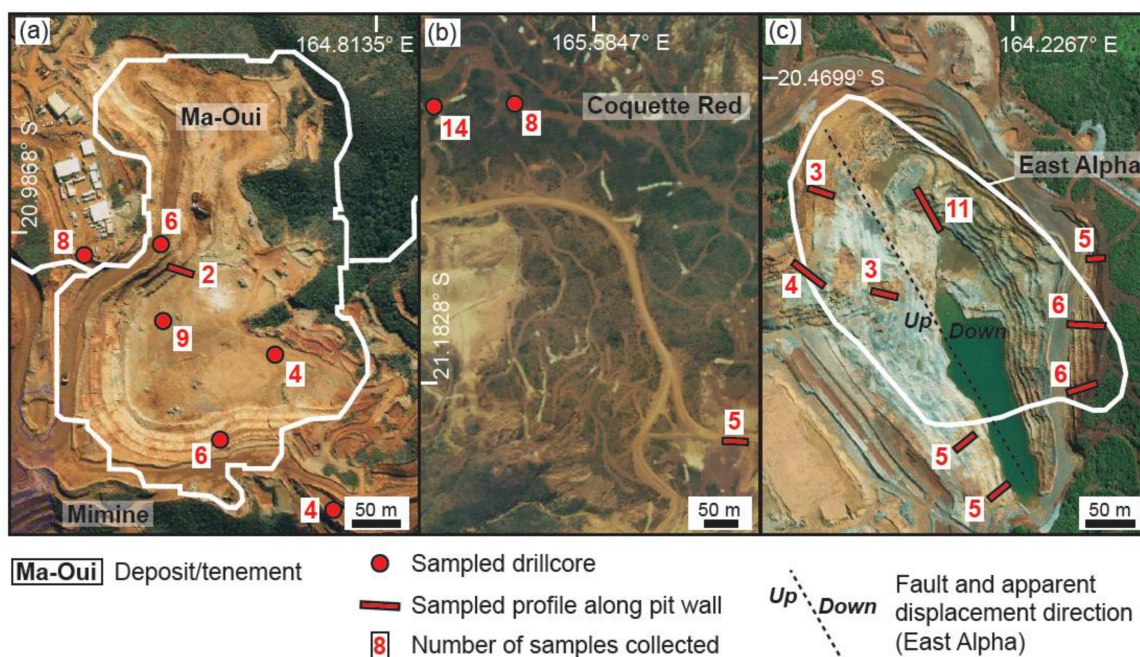 (a)
164.8135° E
Ma-Oui
20.9868° S
8
6
2
9
4
6
4
Mimine
50 m
(b)
165.5847° E
Coquette Red
14
8
21.1828° S
5
50 m
(c)
164.2267° E
20.4699° S
East Alpha
3
11
5
4
3
6
Up
Down
6
5
5
50 m
Ma-Oui Deposit/tenement
Sampled drillcore
Sampled profile along pit wall
8 Number of samples collected
Up Down
Fault and apparent
displacement direction
(East Alpha)